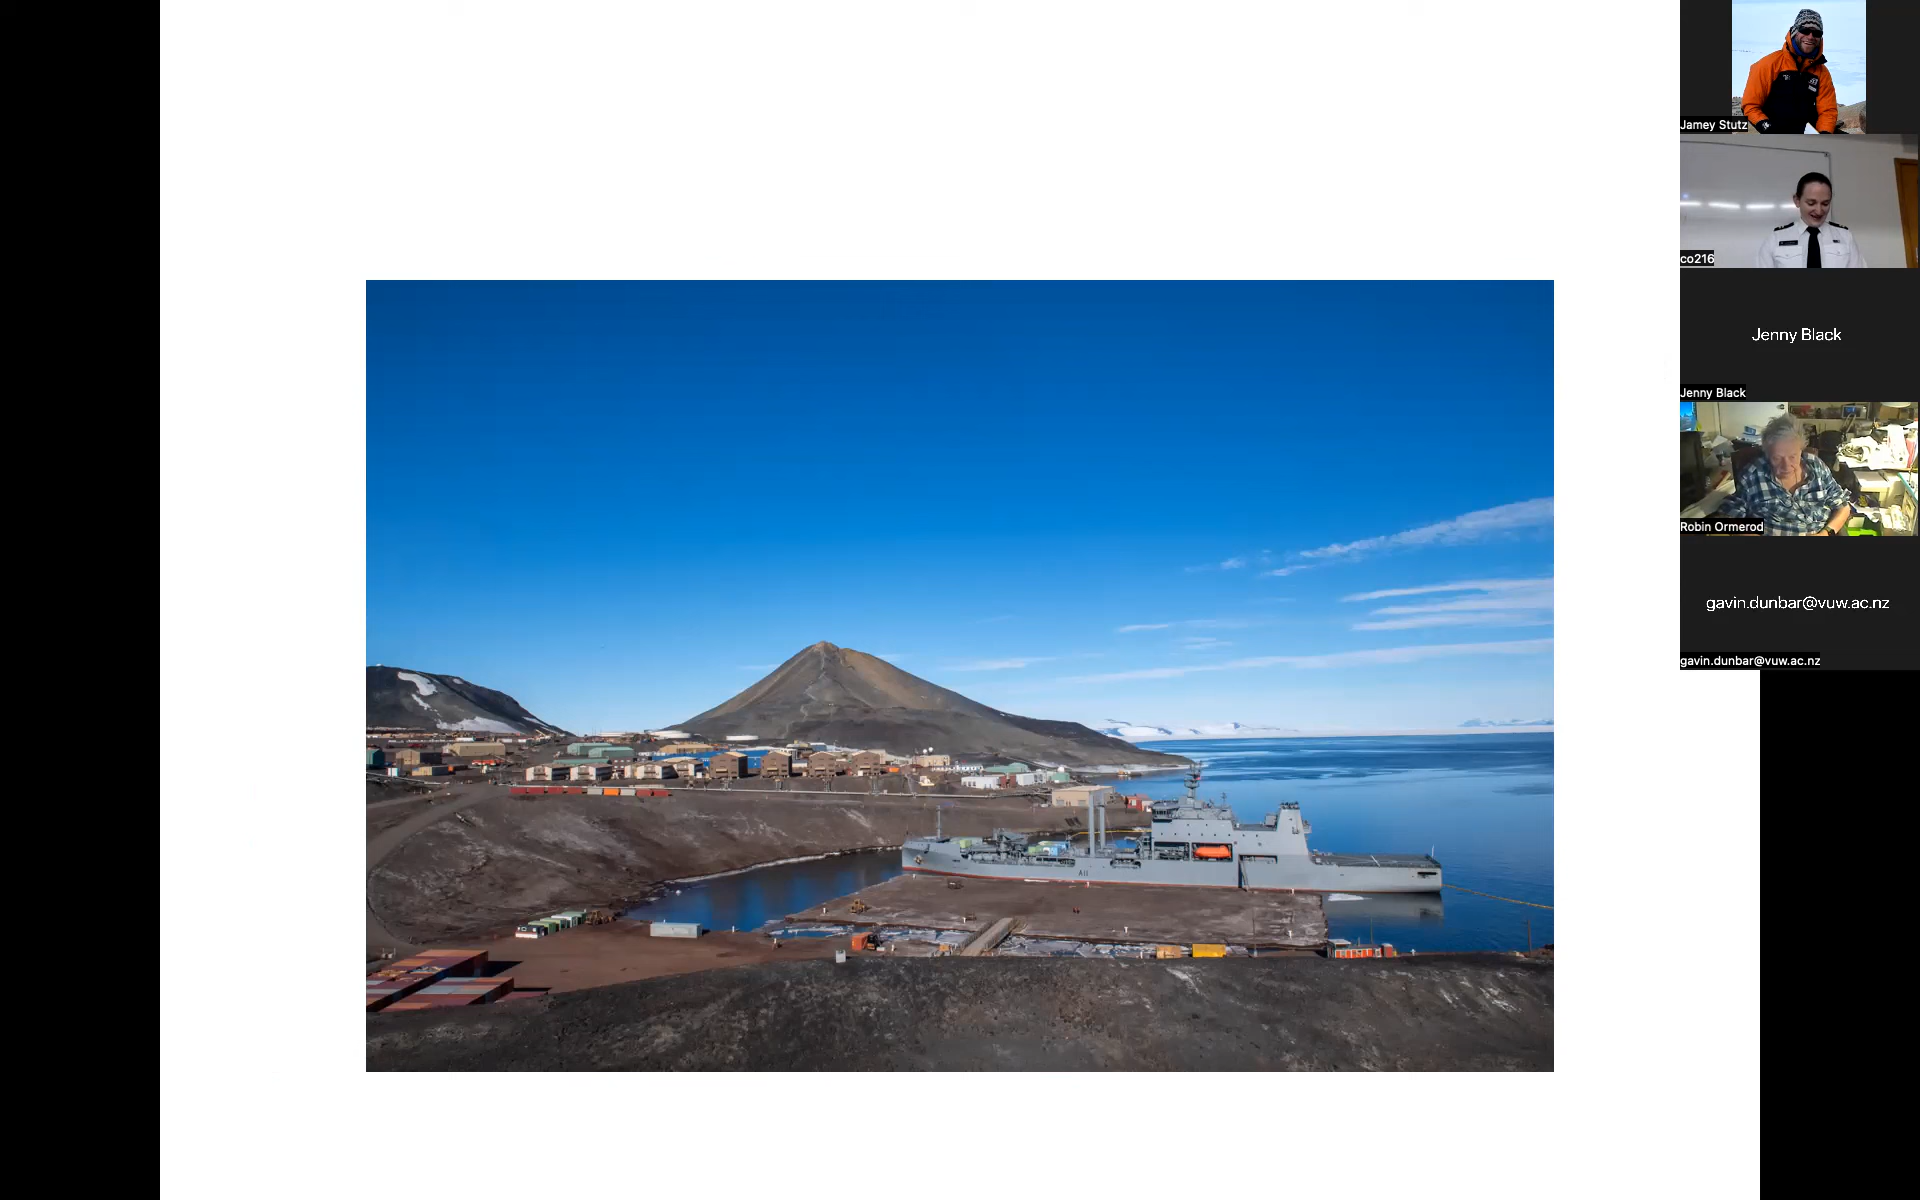 Jamey Stutz
co216
Jenny Black
Jenny Black
Robin Ormerod
gavin.dunbar@vuw.ac.nz
gavin.dunbar@vuw.ac.nz
A11